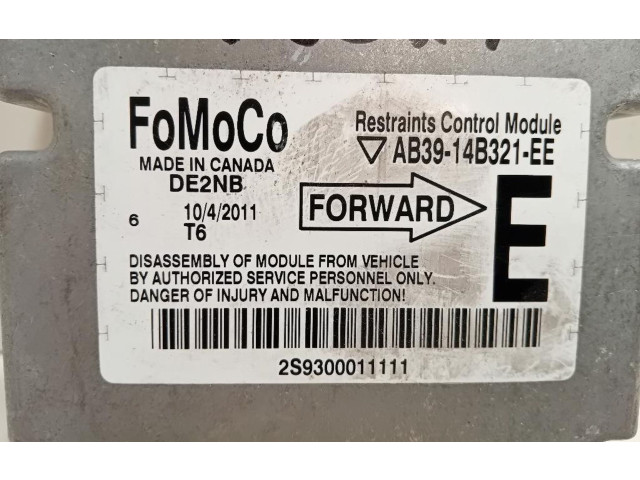 FoMoCo
MADE IN CANADA
DE2NB
6 10/4/2011
T6
Restraints Control Module
AB39-14B321-EE
FORWARD
E
DISASSEMBLY OF MODULE FROM VEHICLE
BY AUTHORIZED SERVICE PERSONNEL ONLY.
DANGER OF INJURY AND MALFUNCTION!
2S9300011111